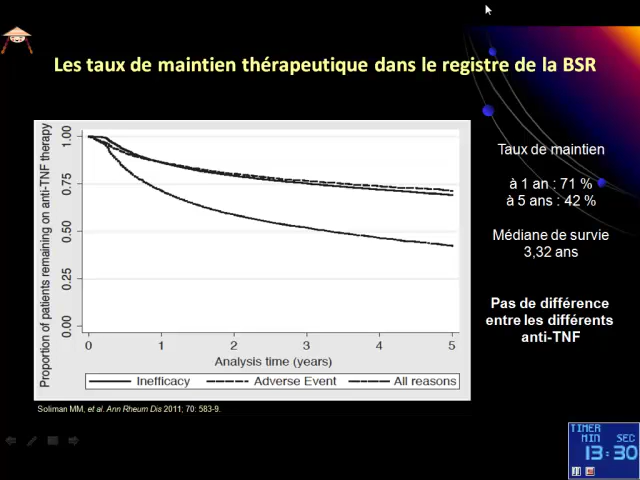 Les taux de maintien thérapeutique dans le registre de la BSR
Proportion of patients remaining on anti-TNF therapy
1.00
0.75
0.50
0.25
0.00
0 1 2 3 4 5
Analysis time (years)
Inefficacy Adverse Event All reasons
Taux de maintien
à 1 an : 71 %
à 5 ans : 42 %
Médiane de survie
3,32 ans
Pas de différence
entre les différents
anti-TNF
Soliman MM, et al. Ann Rheum Dis 2011; 70: 583-9.
TIMER
MIN SEC
13:30